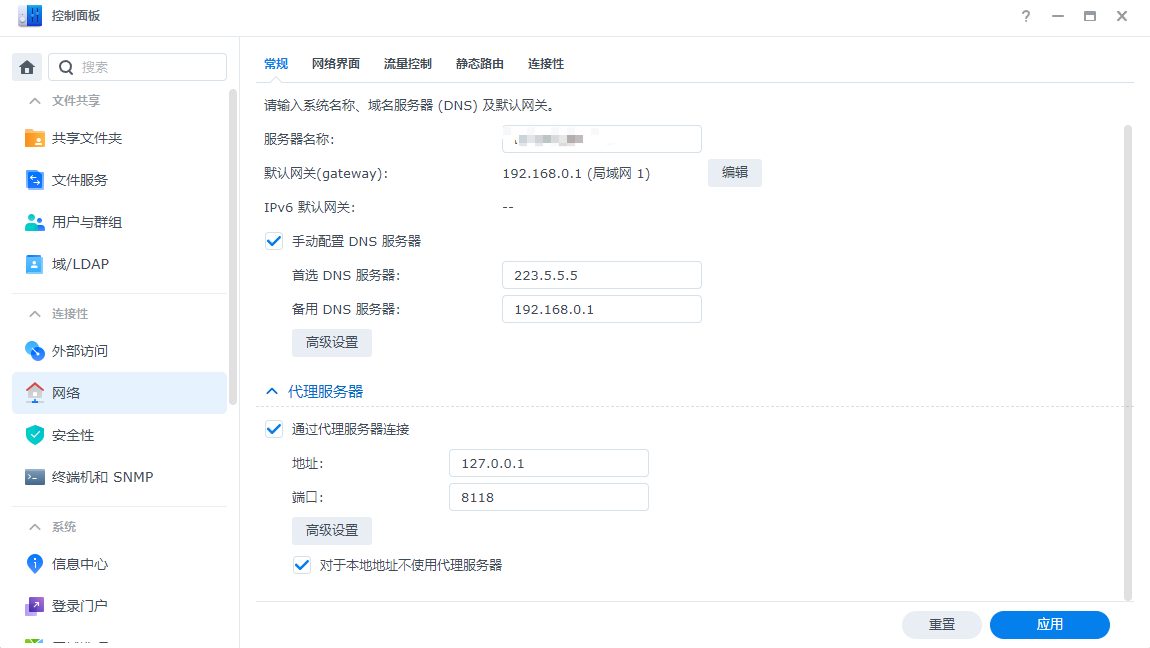 控制面板
?
搜索
文件共享
共享文件夹
文件服务
用户与群组
域/LDAP
连接性
外部访问
网络
安全性
终端机和 SNMP
系统
信息中心
登录门户
常规 网络界面 流量控制 静态路由 连接性
请输入系统名称、域名服务器 (DNS) 及默认网关。
服务器名称:
默认网关(gateway): 192.168.0.1 (局域网 1) 编辑
IPv6 默认网关: --
手动配置 DNS 服务器
首选 DNS 服务器: 223.5.5.5
备用 DNS 服务器: 192.168.0.1
高级设置
代理服务器
通过代理服务器连接
地址: 127.0.0.1
端口: 8118
高级设置
对于本地地址不使用代理服务器
重置 应用